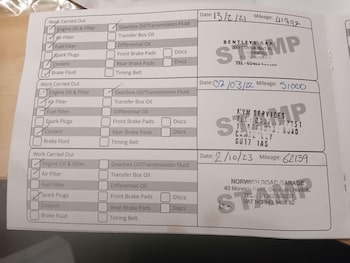 Work Carried Out
Engine Oil & Filter Gearbox Oil/Transmission Fluid
Air Filter Transfer Box Oil
Fuel Filter Differential Oil
Spark Plugs Front Brake Pads Discs
Coolant Rear Brake Pads Discs
Brake Fluid Timing Belt
Date: 13/12/21 Mileage:
STAMP
Work Carried Out
Engine Oil & Filter Gearbox Oil/Transmission Fluid
Air Filter Transfer Box Oil
Fuel Filter Differential Oil
Spark Plugs Front Brake Pads Discs
Coolant Rear Brake Pads Discs
Brake Fluid Timing Belt
Date: 02/03/22 Mileage: 51000
SERVICES
ROAD
GU12 1AS
STAMP
Work Carried Out
Engine Oil & Filter Gearbox Oil/Transmission Fluid
Air Filter Transfer Box Oil
Fuel Filter Differential Oil
Spark Plugs Front Brake Pads Discs
Coolant Rear Brake Pads Discs
Brake Fluid Timing Belt
Date: 2/10/23 Mileage: 62159
NORWICH ROAD GARAGE
STAMP